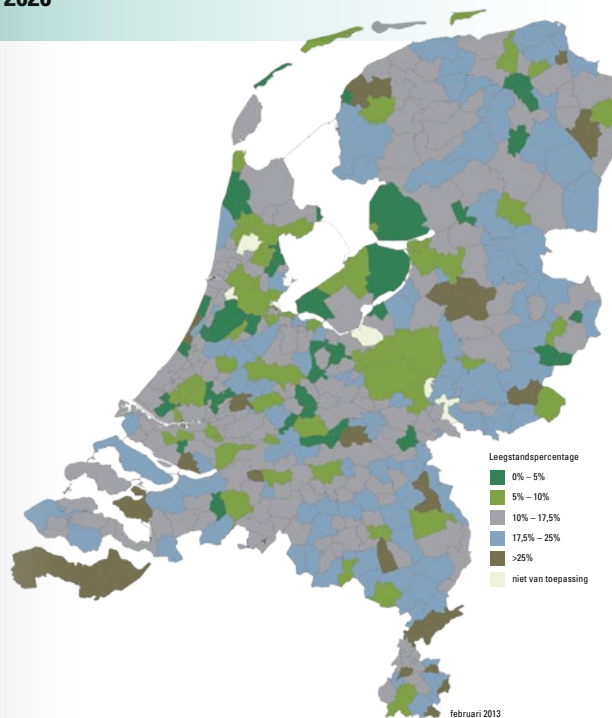 2020
Leegstandspercentage
0% – 5%
5% – 10%
10% – 17,5%
17,5% – 25%
>25%
niet van toepassing
februari 2013